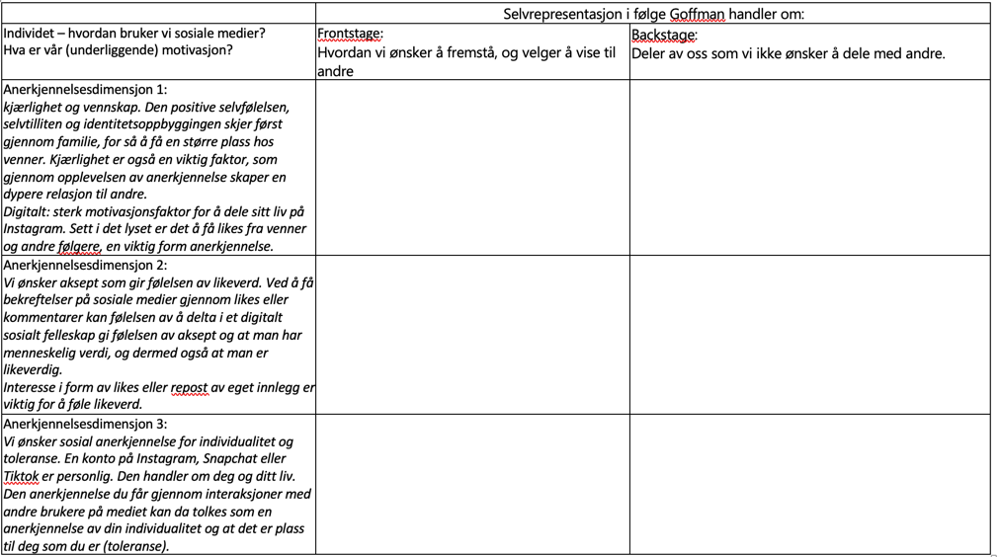 Selvrepresentasjon i følge Goffman handler om:
Individet – hvordan bruker vi sosiale medier?
Hva er vår (underliggende) motivasjon?
Frontstage:
Hvordan vi ønsker å fremstå, og velger å vise til
andre
Backstage:
Deler av oss som vi ikke ønsker å dele med andre.
Anerkjennelsesdimensjon 1:
kjærlighet og vennskap. Den positive selvfølelsen,
selvtilliten og identitetsoppbyggingen skjer først
gjennom familie, for så å få en større plass hos
venner. Kjærlighet er også en viktig faktor, som
gjennom opplevelsen av anerkjennelse skaper en
dypere relasjon til andre.
Digitalt: sterk motivasjonsfaktor for å dele sitt liv på
Instagram. Sett i det lyset er det å få likes fra venner
og andre følgere, en viktig form anerkjennelse.
Anerkjennelsesdimensjon 2:
Vi ønsker aksept som gir følelsen av likeverd. Ved å få
bekreftelser på sosiale medier gjennom likes eller
kommentarer kan følelsen av å delta i et digitalt
sosialt felleskap gi følelsen av aksept og at man har
menneskelig verdi, og dermed også at man er
likeverdig.
Interesse i form av likes eller repost av eget innlegg er
viktig for å føle likeverd.
Anerkjennelsesdimensjon 3:
Vi ønsker sosial anerkjennelse for individualitet og
toleranse. En konto på Instagram, Snapchat eller
Tiktok er personlig. Den handler om deg og ditt liv.
Den anerkjennelse du får gjennom interaksjoner med
andre brukere på mediet kan da tolkes som en
anerkjennelse av din individualitet og at det er plass
til deg som du er (toleranse).